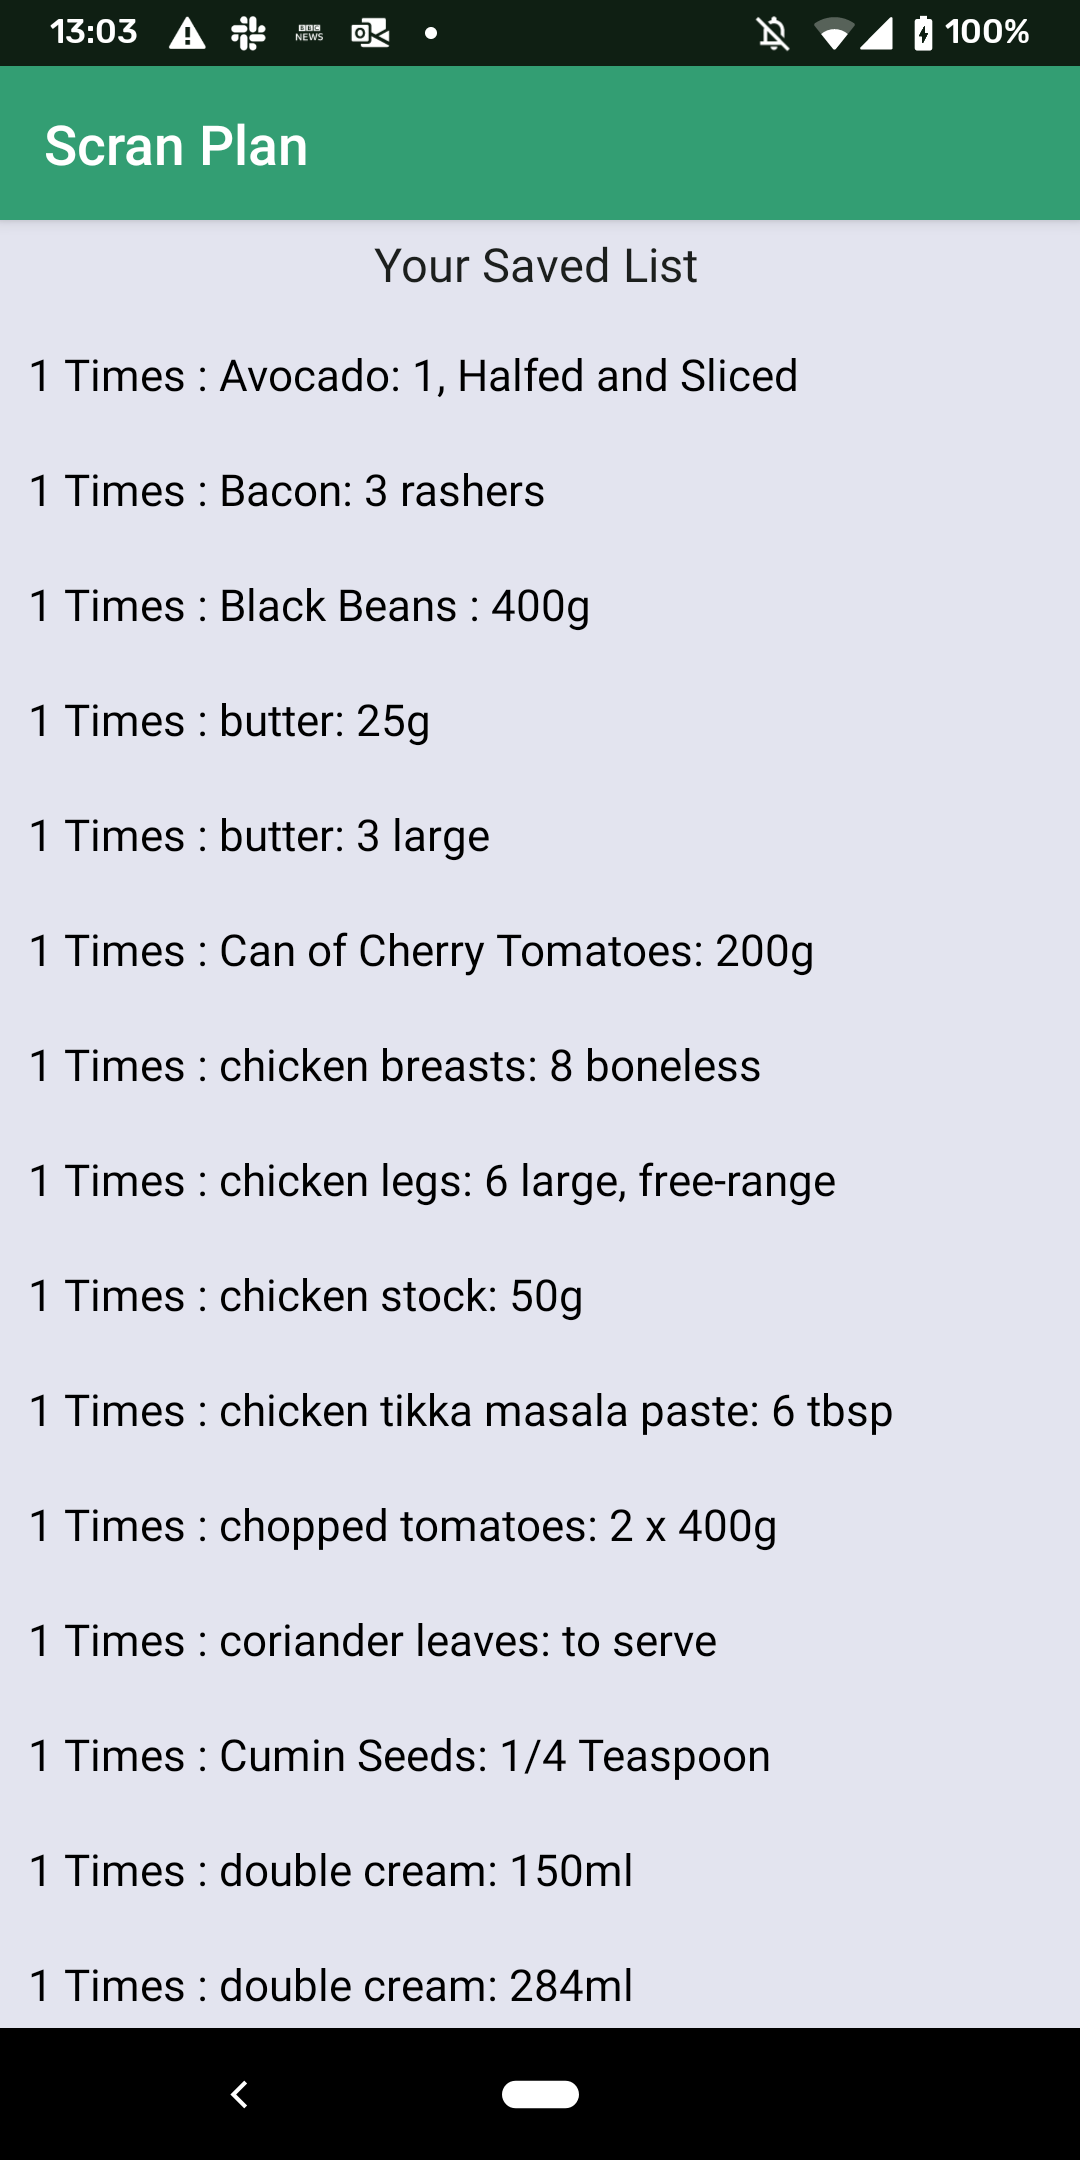 13:03 BBC NEWS 100%
Scran Plan
Your Saved List
1 Times : Avocado: 1, Halfed and Sliced
1 Times : Bacon: 3 rashers
1 Times : Black Beans : 400g
1 Times : butter: 25g
1 Times : butter: 3 large
1 Times : Can of Cherry Tomatoes: 200g
1 Times : chicken breasts: 8 boneless
1 Times : chicken legs: 6 large, free-range
1 Times : chicken stock: 50g
1 Times : chicken tikka masala paste: 6 tbsp
1 Times : chopped tomatoes: 2 x 400g
1 Times : coriander leaves: to serve
1 Times : Cumin Seeds: 1/4 Teaspoon
1 Times : double cream: 150ml
1 Times : double cream: 284ml